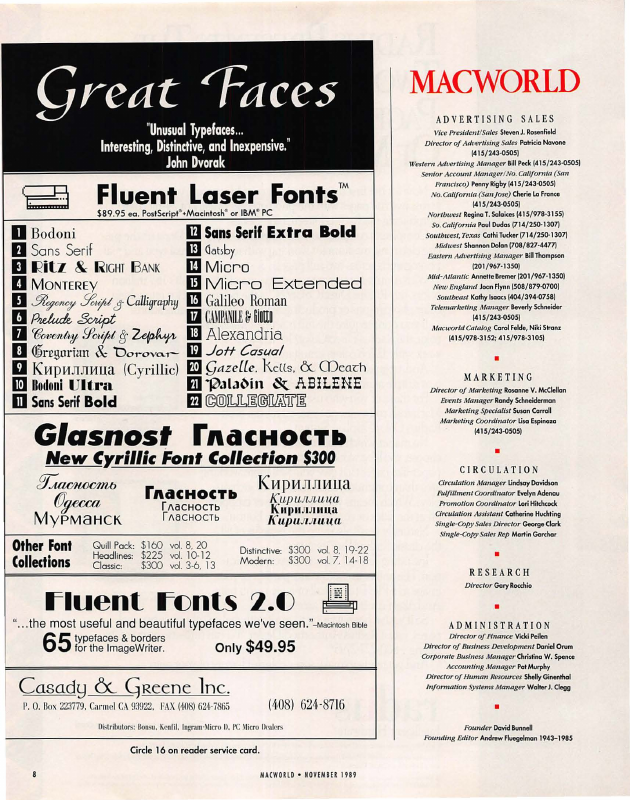 Great Faces
"Unusual Typefaces...
Interesting, Distinctive, and Inexpensive."
John Dvorak
Fluent Laser Fonts™
$89.95 ea. PostScript®•Macintosh® or IBM® PC
1 Bodoni
2 Sans Serif
3 Ritz & Right Bank
4 Monterey
5 Regency Script & Calligraphy
6 Prelude Script
7 Coventry Script & Zephyr
8 Gregorian & Dorovar
9 Кириллица (Cyrillic)
10 Bodoni Ultra
11 Sans Serif Bold
12 Sans Serif Extra Bold
13 Gatsby
14 Micro
15 Micro Extended
16 Galileo Roman
17 Campanile & Giotto
18 Alexandria
19 Jott Casual
20 Gazelle, Kells, & Meath
21 Paladin & Abilene
22 Collegiate
Glasnost Гласность
New Cyrillic Font Collection $300
Гласность
Одесса
Мурманск
Гласность
Гласность
Гласность
Кириллица
Кириллица
Кириллица
Кириллица
Other Font
Collections
Quill Pack: $160 vol. 8, 20
Headlines: $225 vol. 10-12
Classic: $300 vol. 3-6, 13
Distinctive: $300 vol. 8, 19-22
Modern: $300 vol. 7, 14-18
Fluent Fonts 2.0
"...the most useful and beautiful typefaces we've seen."–Macintosh Bible
65 typefaces & borders
for the ImageWriter.
Only $49.95
Casady & Greene Inc.
P. O. Box 223779, Carmel CA 93922, FAX (408) 624-7865
(408) 624-8716
Distributors: Bonsu, Kenfil, Ingram-Micro D, PC Micro Dealers
Circle 16 on reader service card.
MACWORLD
ADVERTISING SALES
Vice President/Sales Steven J. Rosenfield
Director of Advertising Sales Patricia Navone
(415/243-0505)
Western Advertising Manager Bill Peck (415/243-0505)
Senior Account Manager/No. California (San
Francisco) Penny Rigby (415/243-0505)
No. California (San Jose) Cherie La France
(415/243-0505)
Northwest Regina T. Salaices (415/978-3155)
So. California Paul Dudas (714/250-1307)
Southwest, Texas Cathi Tucker (714/250-1307)
Midwest Shannon Dolan (708/827-4477)
Eastern Advertising Manager Bill Thompson
(201/967-1350)
Mid-Atlantic Annette Bremer (201/967-1350)
New England Joan Flynn (508/879-0700)
Southeast Kathy Isaacs (404/394-0758)
Telemarketing Manager Beverly Schneider
(415/243-0505)
Macworld Catalog Carol Felde, Niki Stranz
(415/978-3152; 415/978-3105)
MARKETING
Director of Marketing Rosanne V. McClellan
Events Manager Randy Schneiderman
Marketing Specialist Susan Carroll
Marketing Coordinator Lisa Espinoza
(415/243-0505)
CIRCULATION
Circulation Manager Lindsay Davidson
Fulfillment Coordinator Evelyn Adenau
Promotion Coordinator Lori Hitchcock
Circulation Assistant Catherine Huchting
Single-Copy Sales Director George Clark
Single-Copy Sales Rep Martin Garcher
RESEARCH
Director Gary Rocchio
ADMINISTRATION
Director of Finance Vicki Peilen
Director of Business Development Daniel Orum
Corporate Business Manager Christina W. Spence
Accounting Manager Pat Murphy
Director of Human Resources Shelly Ginenthal
Information Systems Manager Walter J. Clegg
Founder David Bunnell
Founding Editor Andrew Fluegelman 1943–1985
8
MACWORLD • NOVEMBER 1989